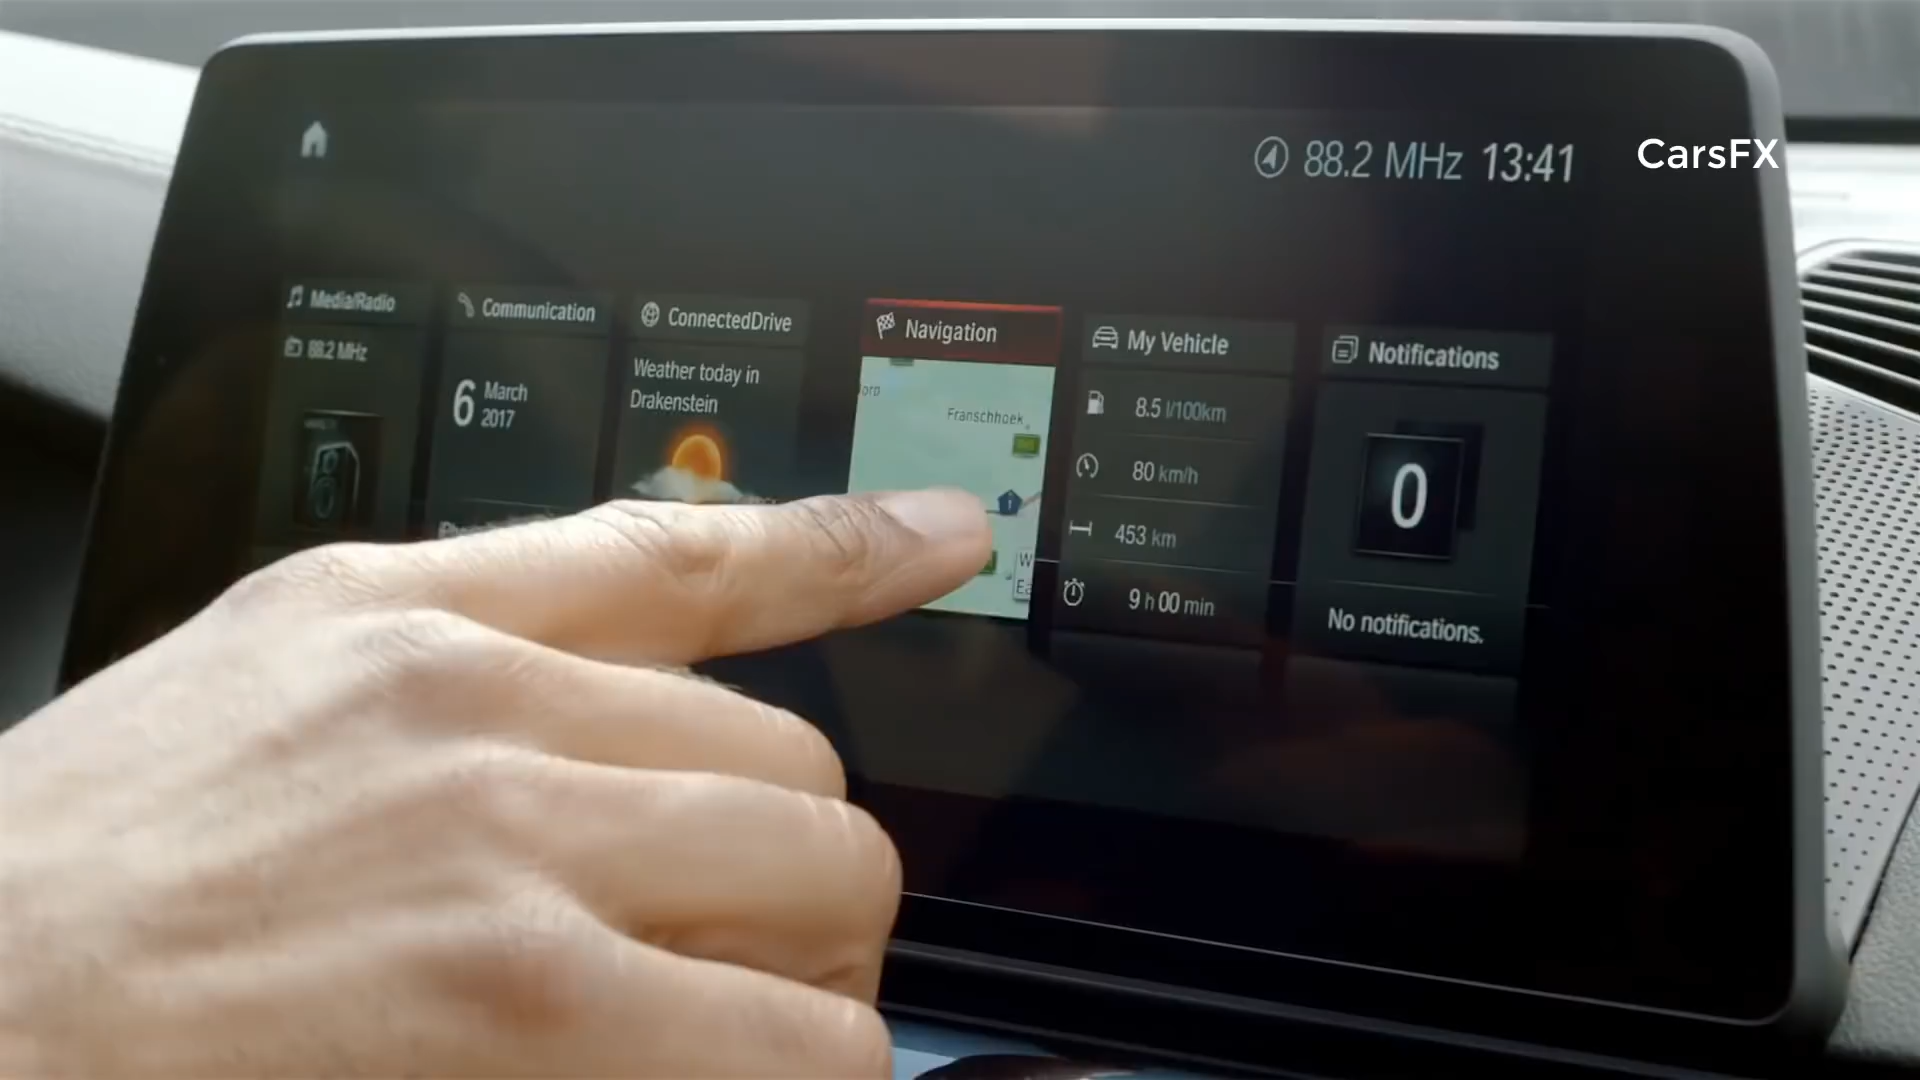 88.2 MHz 13:41
CarsFX
Media/Radio
88.2 MHz
Communication
6 March
2017
ConnectedDrive
Weather today in
Drakenstein
Navigation
Franschhoek
My Vehicle
8.5 l/100km
80 km/h
453 km
9 h 00 min
Notifications
0
No notifications.